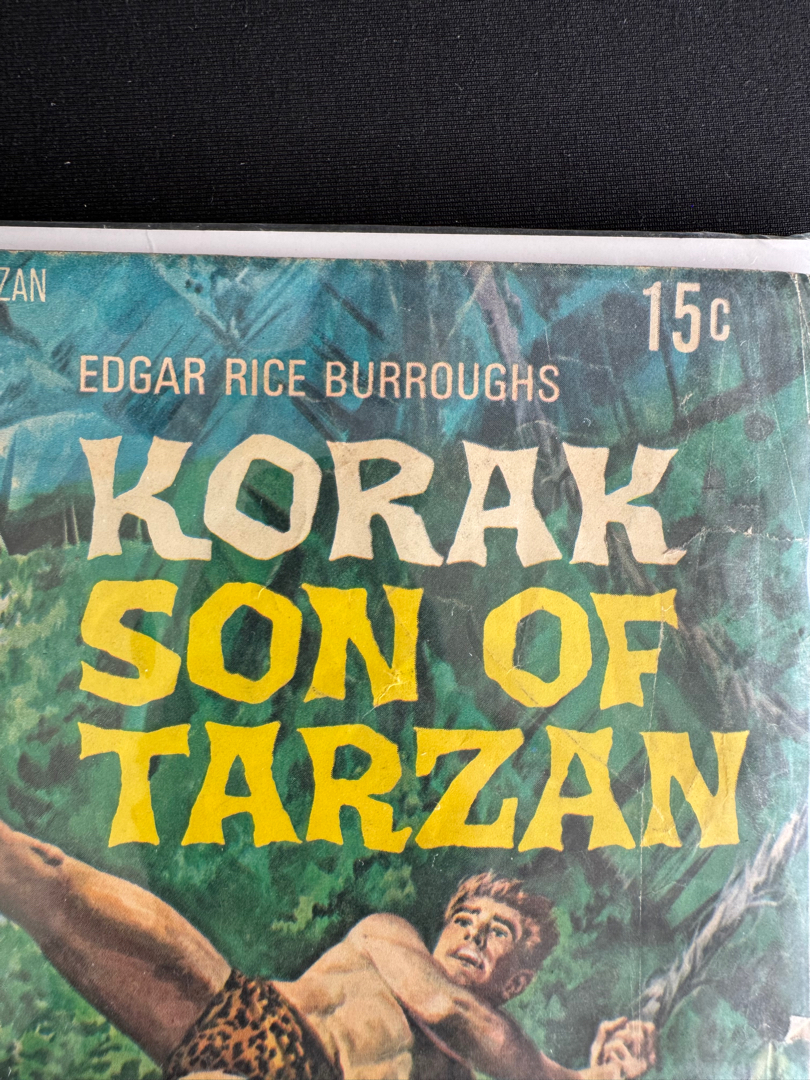 ZAN
15c
EDGAR RICE BURROUGHS
KORAK
SON OF
TARZAN